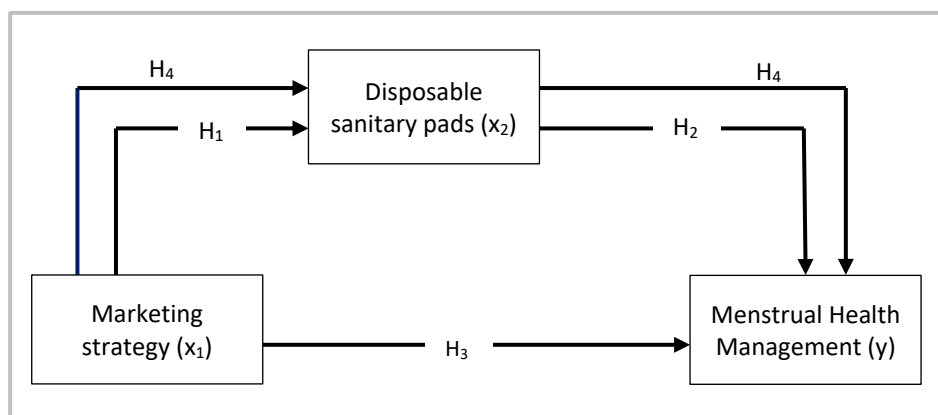 H₄
H₄
Disposable
sanitary pads (x₂)
H₁
H₂
Marketing
strategy (x₁)
Menstrual Health
Management (y)
H₃